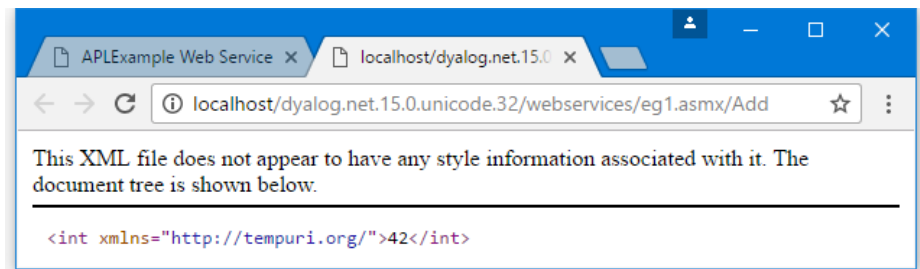 APLExample Web Service
localhost/dyalog.net.15.0
localhost/dyalog.net.15.0.unicode.32/webservices/eg1.asmx/Add
This XML file does not appear to have any style information associated with it. The
document tree is shown below.
<int xmlns="http://tempuri.org/">42</int>